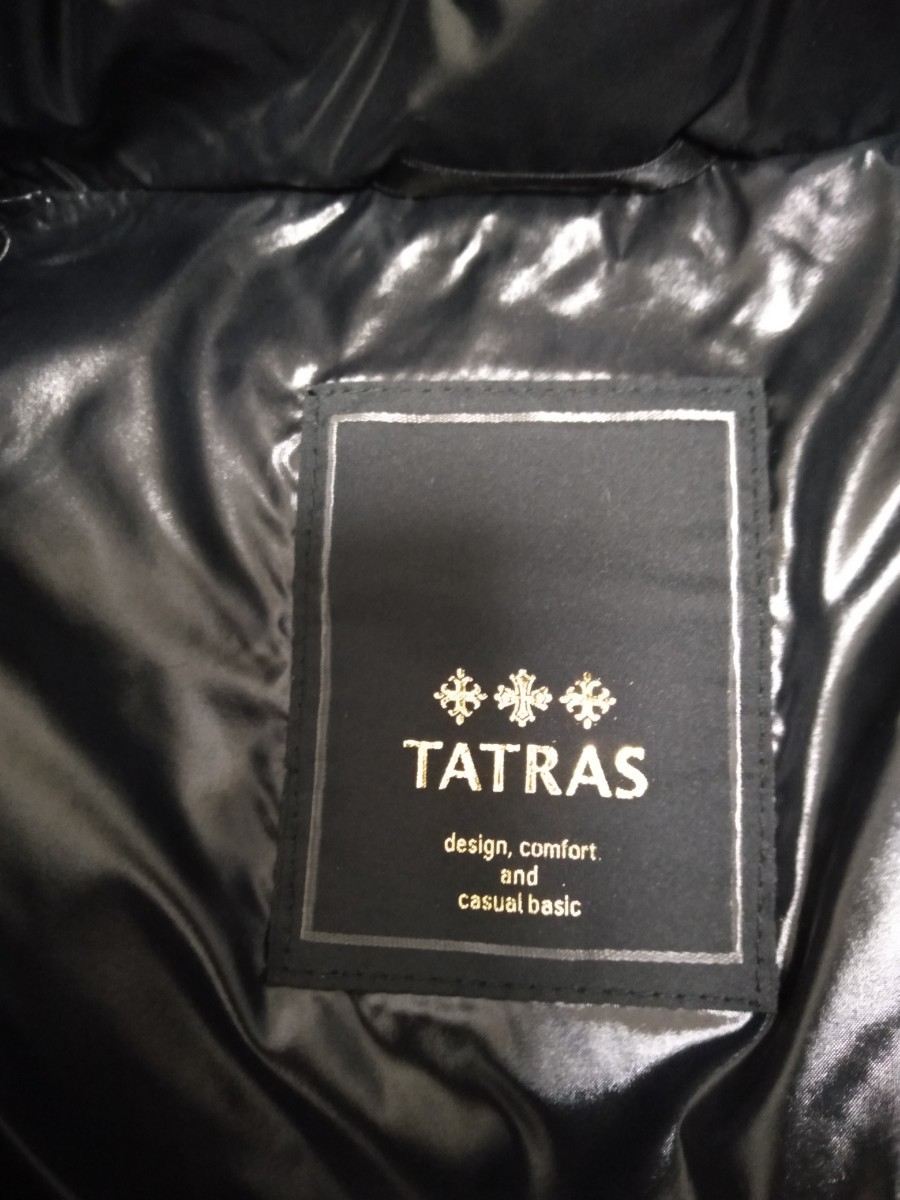 TATRAS
design, comfort
and
casual basic